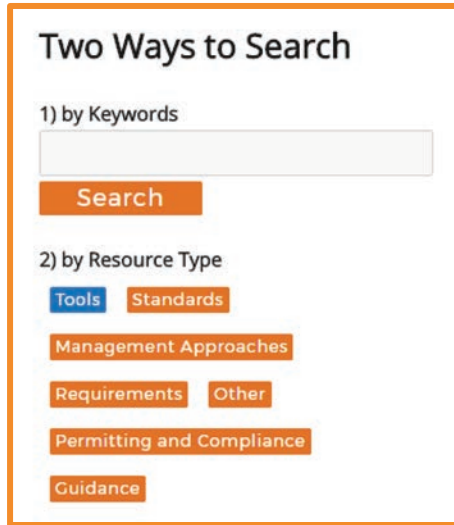 Two Ways to Search
1) by Keywords
Search
2) by Resource Type
Tools Standards
Management Approaches
Requirements Other
Permitting and Compliance
Guidance